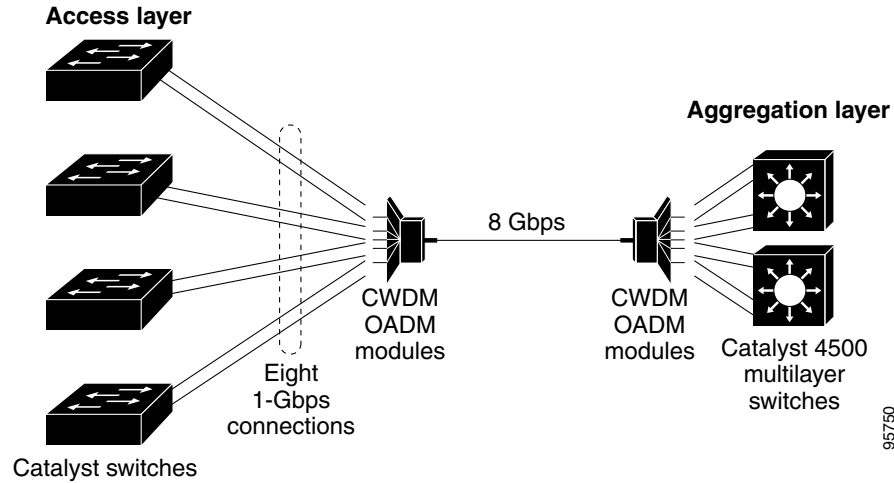 Access layer
Aggregation layer
8 Gbps
CWDM
OADM
modules
CWDM
OADM
modules
Eight
1-Gbps
connections
Catalyst 4500
multilayer
switches
Catalyst switches
95750